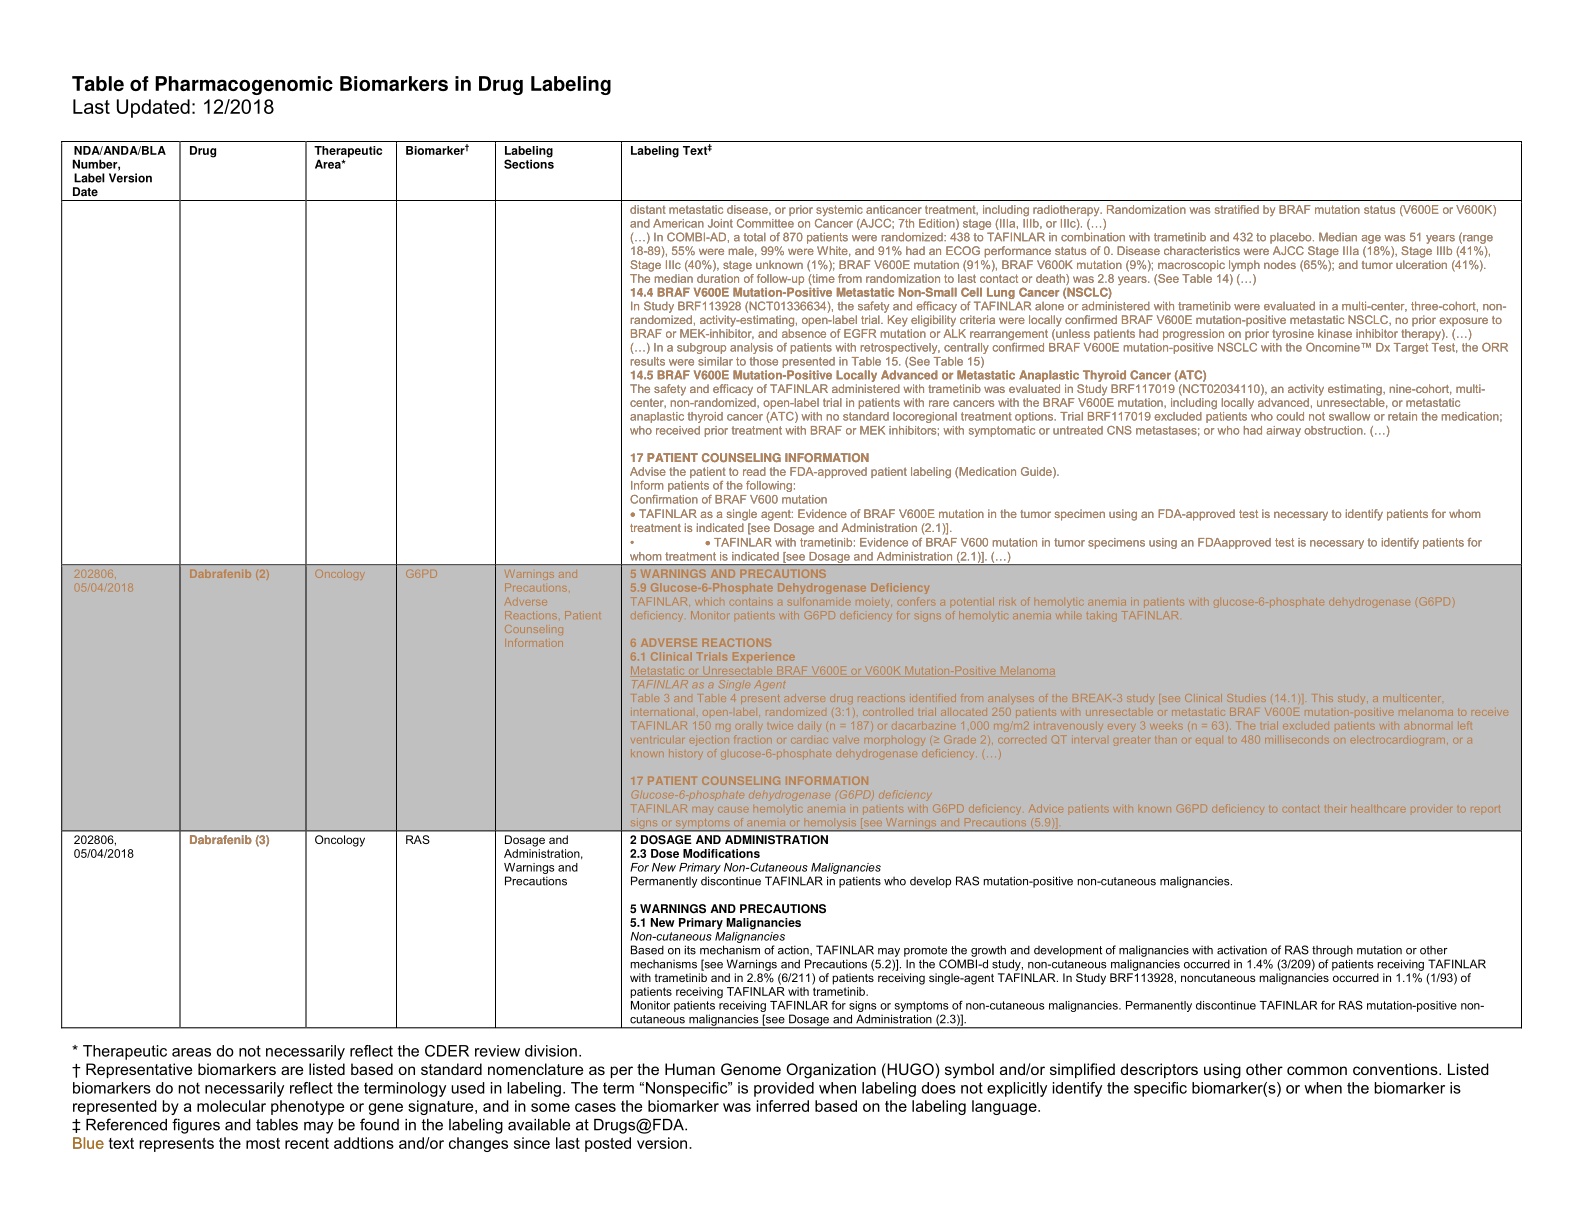 Table of Pharmacogenomic Biomarkers in Drug Labeling
Last Updated: 12/2018
NDA/ANDA/BLA
Number,
Label Version
Date
Drug
Therapeutic
Area*
Biomarker†
Labeling
Sections
Labeling Text‡
distant metastatic disease, or prior systemic anticancer treatment, including radiotherapy. Randomization was stratified by BRAF mutation status (V600E or V600K)
and American Joint Committee on Cancer (AJCC; 7th Edition) stage (IIIa, IIIb, or IIIc). (…)
(…) In COMBI-AD, a total of 870 patients were randomized: 438 to TAFINLAR in combination with trametinib and 432 to placebo. Median age was 51 years (range
18-89), 55% were male, 99% were White, and 91% had an ECOG performance status of 0. Disease characteristics were AJCC Stage IIIa (18%), Stage IIIb (41%),
Stage IIIc (40%), stage unknown (1%); BRAF V600E mutation (91%), BRAF V600K mutation (9%); macroscopic lymph nodes (65%); and tumor ulceration (41%).
The median duration of follow-up (time from randomization to last contact or death) was 2.8 years. (See Table 14) (…)
14.4 BRAF V600E Mutation-Positive Metastatic Non-Small Cell Lung Cancer (NSCLC)
In Study BRF113928 (NCT01336634), the safety and efficacy of TAFINLAR alone or administered with trametinib were evaluated in a multi-center, three-cohort, non-
randomized, activity-estimating, open-label trial. Key eligibility criteria were locally confirmed BRAF V600E mutation-positive metastatic NSCLC, no prior exposure to
BRAF or MEK-inhibitor, and absence of EGFR mutation or ALK rearrangement (unless patients had progression on prior tyrosine kinase inhibitor therapy). (…)
(…) In a subgroup analysis of patients with retrospectively, centrally confirmed BRAF V600E mutation-positive NSCLC with the Oncomine™ Dx Target Test, the ORR
results were similar to those presented in Table 15. (See Table 15)
14.5 BRAF V600E Mutation-Positive Locally Advanced or Metastatic Anaplastic Thyroid Cancer (ATC)
The safety and efficacy of TAFINLAR administered with trametinib was evaluated in Study BRF117019 (NCT02034110), an activity estimating, nine-cohort, multi-
center, non-randomized, open-label trial in patients with rare cancers with the BRAF V600E mutation, including locally advanced, unresectable, or metastatic
anaplastic thyroid cancer (ATC) with no standard locoregional treatment options. Trial BRF117019 excluded patients who could not swallow or retain the medication;
who received prior treatment with BRAF or MEK inhibitors; with symptomatic or untreated CNS metastases; or who had airway obstruction. (…)
17 PATIENT COUNSELING INFORMATION
Advise the patient to read the FDA-approved patient labeling (Medication Guide).
Inform patients of the following:
Confirmation of BRAF V600 mutation
• TAFINLAR as a single agent: Evidence of BRAF V600E mutation in the tumor specimen using an FDA-approved test is necessary to identify patients for whom
treatment is indicated [see Dosage and Administration (2.1)].
• • TAFINLAR with trametinib: Evidence of BRAF V600 mutation in tumor specimens using an FDAapproved test is necessary to identify patients for
whom treatment is indicated [see Dosage and Administration (2.1)]. (…)
202806,
05/04/2018
Dabrafenib (2)
Oncology
G6PD
Warnings and
Precautions,
Adverse
Reactions, Patient
Counseling
Information
5 WARNINGS AND PRECAUTIONS
5.9 Glucose-6-Phosphate Dehydrogenase Deficiency
TAFINLAR, which contains a sulfonamide moiety, confers a potential risk of hemolytic anemia in patients with glucose-6-phosphate dehydrogenase (G6PD)
deficiency. Monitor patients with G6PD deficiency for signs of hemolytic anemia while taking TAFINLAR.
6 ADVERSE REACTIONS
6.1 Clinical Trials Experience
Metastatic or Unresectable BRAF V600E or V600K Mutation-Positive Melanoma
TAFINLAR as a Single Agent
Table 3 and Table 4 present adverse drug reactions identified from analyses of the BREAK-3 study [see Clinical Studies (14.1)]. This study, a multicenter,
international, open-label, randomized (3:1), controlled trial allocated 250 patients with unresectable or metastatic BRAF V600E mutation-positive melanoma to receive
TAFINLAR 150 mg orally twice daily (n = 187) or dacarbazine 1,000 mg/m2 intravenously every 3 weeks (n = 63). The trial excluded patients with abnormal left
ventricular ejection fraction or cardiac valve morphology (≥ Grade 2), corrected QT interval greater than or equal to 480 milliseconds on electrocardiogram, or a
known history of glucose-6-phosphate dehydrogenase deficiency. (…)
17 PATIENT COUNSELING INFORMATION
Glucose-6-phosphate dehydrogenase (G6PD) deficiency
TAFINLAR may cause hemolytic anemia in patients with G6PD deficiency. Advice patients with known G6PD deficiency to contact their healthcare provider to report
signs or symptoms of anemia or hemolysis [see Warnings and Precautions (5.9)].
202806,
05/04/2018
Dabrafenib (3)
Oncology
RAS
Dosage and
Administration,
Warnings and
Precautions
2 DOSAGE AND ADMINISTRATION
2.3 Dose Modifications
For New Primary Non-Cutaneous Malignancies
Permanently discontinue TAFINLAR in patients who develop RAS mutation-positive non-cutaneous malignancies.
5 WARNINGS AND PRECAUTIONS
5.1 New Primary Malignancies
Non-cutaneous Malignancies
Based on its mechanism of action, TAFINLAR may promote the growth and development of malignancies with activation of RAS through mutation or other
mechanisms [see Warnings and Precautions (5.2)]. In the COMBI-d study, non-cutaneous malignancies occurred in 1.4% (3/209) of patients receiving TAFINLAR
with trametinib and in 2.8% (6/211) of patients receiving single-agent TAFINLAR. In Study BRF113928, noncutaneous malignancies occurred in 1.1% (1/93) of
patients receiving TAFINLAR with trametinib.
Monitor patients receiving TAFINLAR for signs or symptoms of non-cutaneous malignancies. Permanently discontinue TAFINLAR for RAS mutation-positive non-
cutaneous malignancies [see Dosage and Administration (2.3)].
* Therapeutic areas do not necessarily reflect the CDER review division.
† Representative biomarkers are listed based on standard nomenclature as per the Human Genome Organization (HUGO) symbol and/or simplified descriptors using other common conventions. Listed
biomarkers do not necessarily reflect the terminology used in labeling. The term “Nonspecific” is provided when labeling does not explicitly identify the specific biomarker(s) or when the biomarker is
represented by a molecular phenotype or gene signature, and in some cases the biomarker was inferred based on the labeling language.
‡ Referenced figures and tables may be found in the labeling available at Drugs@FDA.
Blue text represents the most recent addtions and/or changes since last posted version.